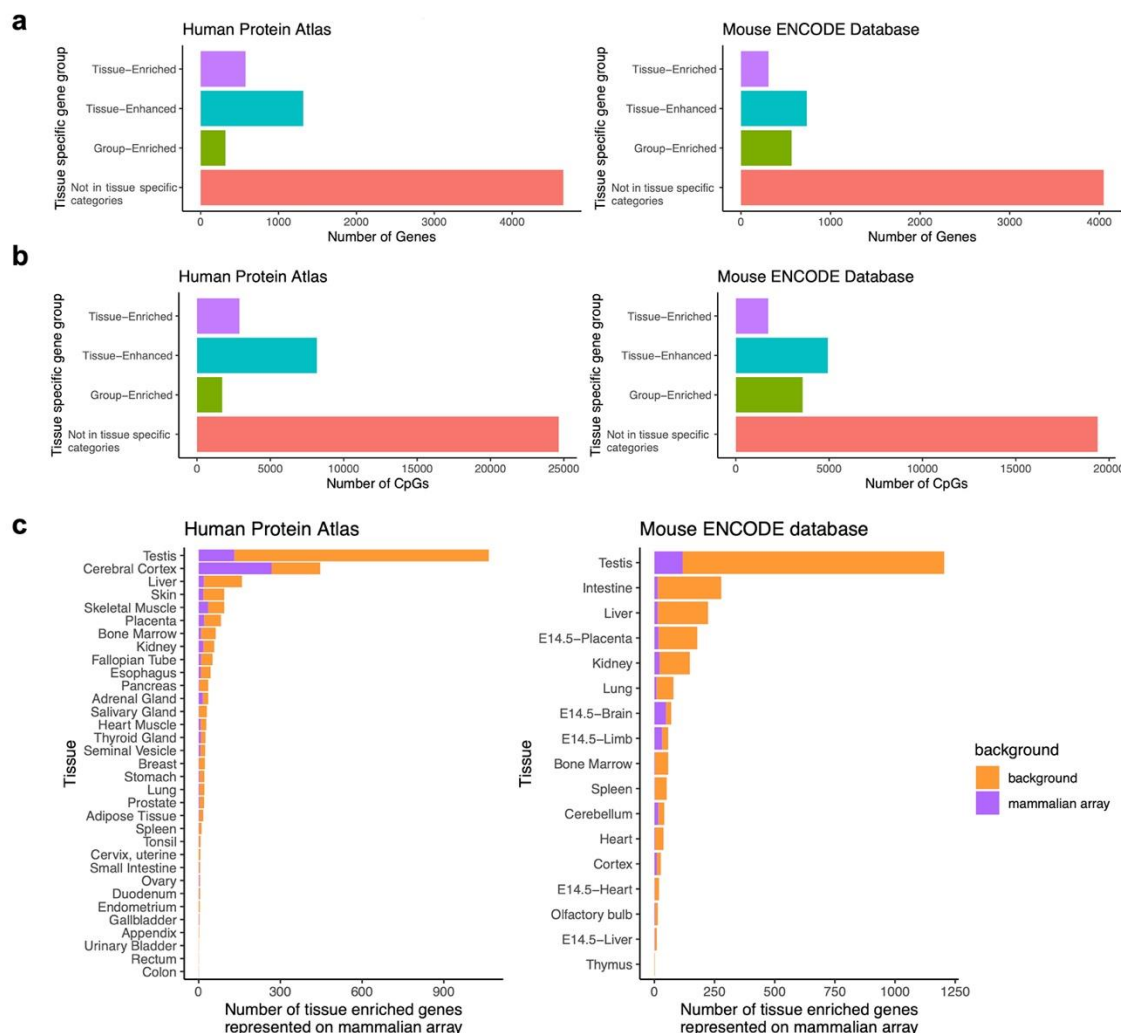 a
Human Protein Atlas
Tissue specific gene group
Tissue−Enriched
Tissue−Enhanced
Group−Enriched
Not in tissue specific
categories
0 1000 2000 3000 4000
Number of Genes
Mouse ENCODE Database
Tissue specific gene group
Tissue−Enriched
Tissue−Enhanced
Group−Enriched
Not in tissue specific
categories
0 1000 2000 3000 4000
Number of Genes
b
Human Protein Atlas
Tissue specific gene group
Tissue−Enriched
Tissue−Enhanced
Group−Enriched
Not in tissue specific
categories
0 5000 10000 15000 20000 25000
Number of CpGs
Mouse ENCODE Database
Tissue specific gene group
Tissue−Enriched
Tissue−Enhanced
Group−Enriched
Not in tissue specific
categories
0 5000 10000 15000 20000
Number of CpGs
c
Human Protein Atlas
Tissue
Testis
Cerebral Cortex
Liver
Skin
Skeletal Muscle
Placenta
Bone Marrow
Kidney
Fallopian Tube
Esophagus
Pancreas
Adrenal Gland
Salivary Gland
Heart Muscle
Thyroid Gland
Seminal Vesicle
Breast
Stomach
Lung
Prostate
Adipose Tissue
Spleen
Tonsil
Cervix, uterine
Small Intestine
Ovary
Duodenum
Endometrium
Gallbladder
Appendix
Urinary Bladder
Rectum
Colon
0 300 600 900
Number of tissue enriched genes
represented on mammalian array
Mouse ENCODE database
Tissue
Testis
Intestine
Liver
E14.5−Placenta
Kidney
Lung
E14.5−Brain
E14.5−Limb
Bone Marrow
Spleen
Cerebellum
Heart
Cortex
E14.5−Heart
Olfactory bulb
E14.5−Liver
Thymus
0 250 500 750 1000 1250
Number of tissue enriched genes
represented on mammalian array
background
background
mammalian array